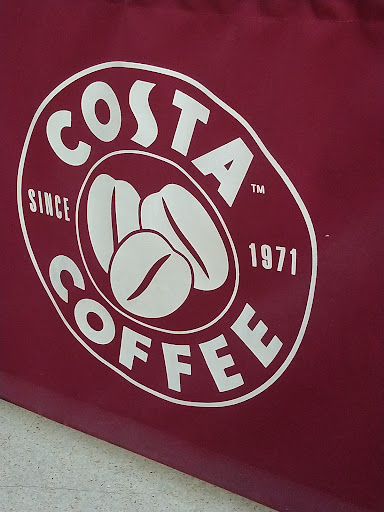 COSTA
TM
SINCE
1971
COFFEE